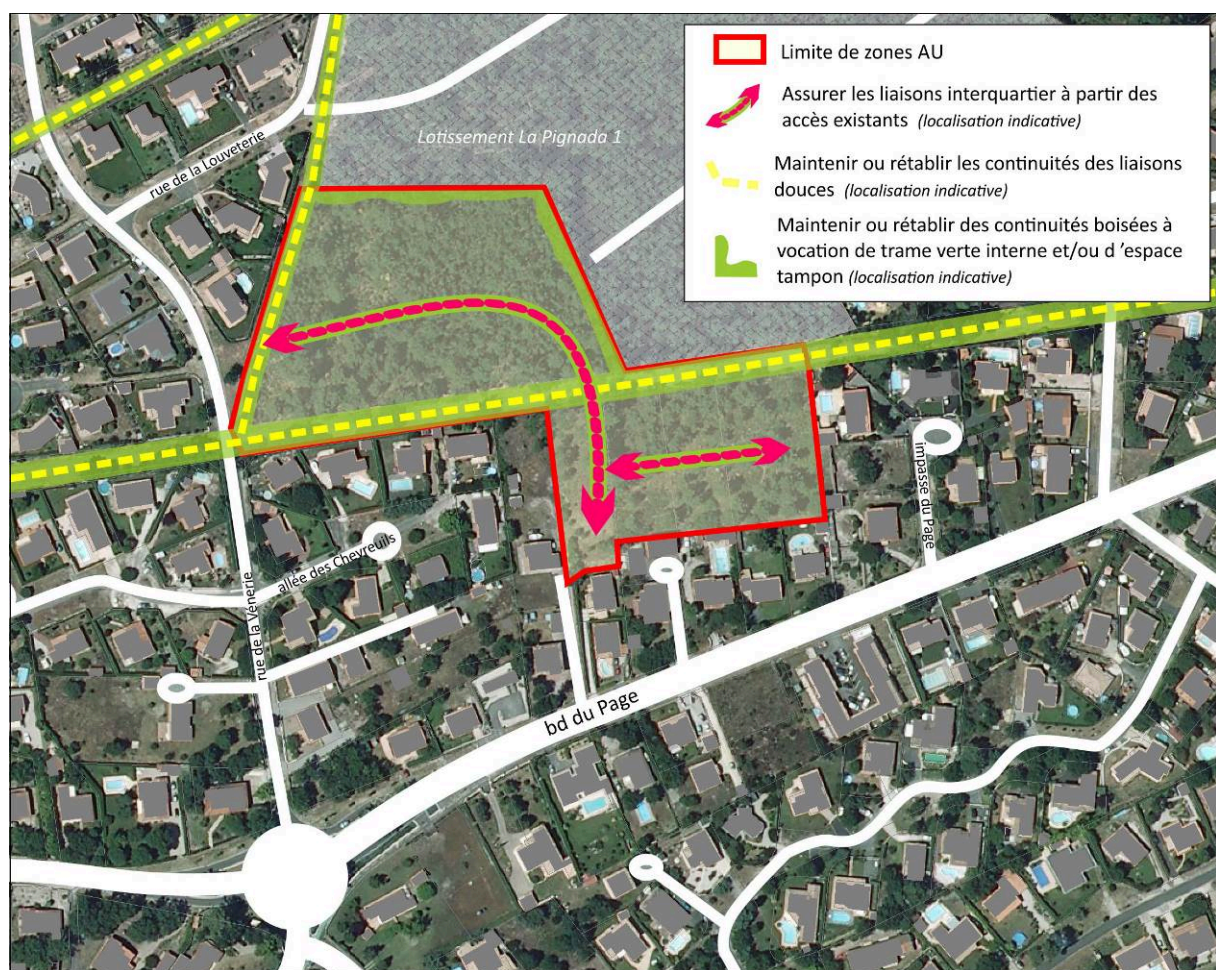 Limite de zones AU
Assurer les liaisons interquartier à partir des
accès existants (localisation indicative)
Maintenir ou rétablir les continuités des liaisons
douces (localisation indicative)
Maintenir ou rétablir des continuités boisées à
vocation de trame verte interne et/ou d 'espace
tampon (localisation indicative)
Lotissement La Pignada 1
rue de la Louveterie
impasse du Page
allée des Chevreuils
rue de la Vénerie
bd du Page